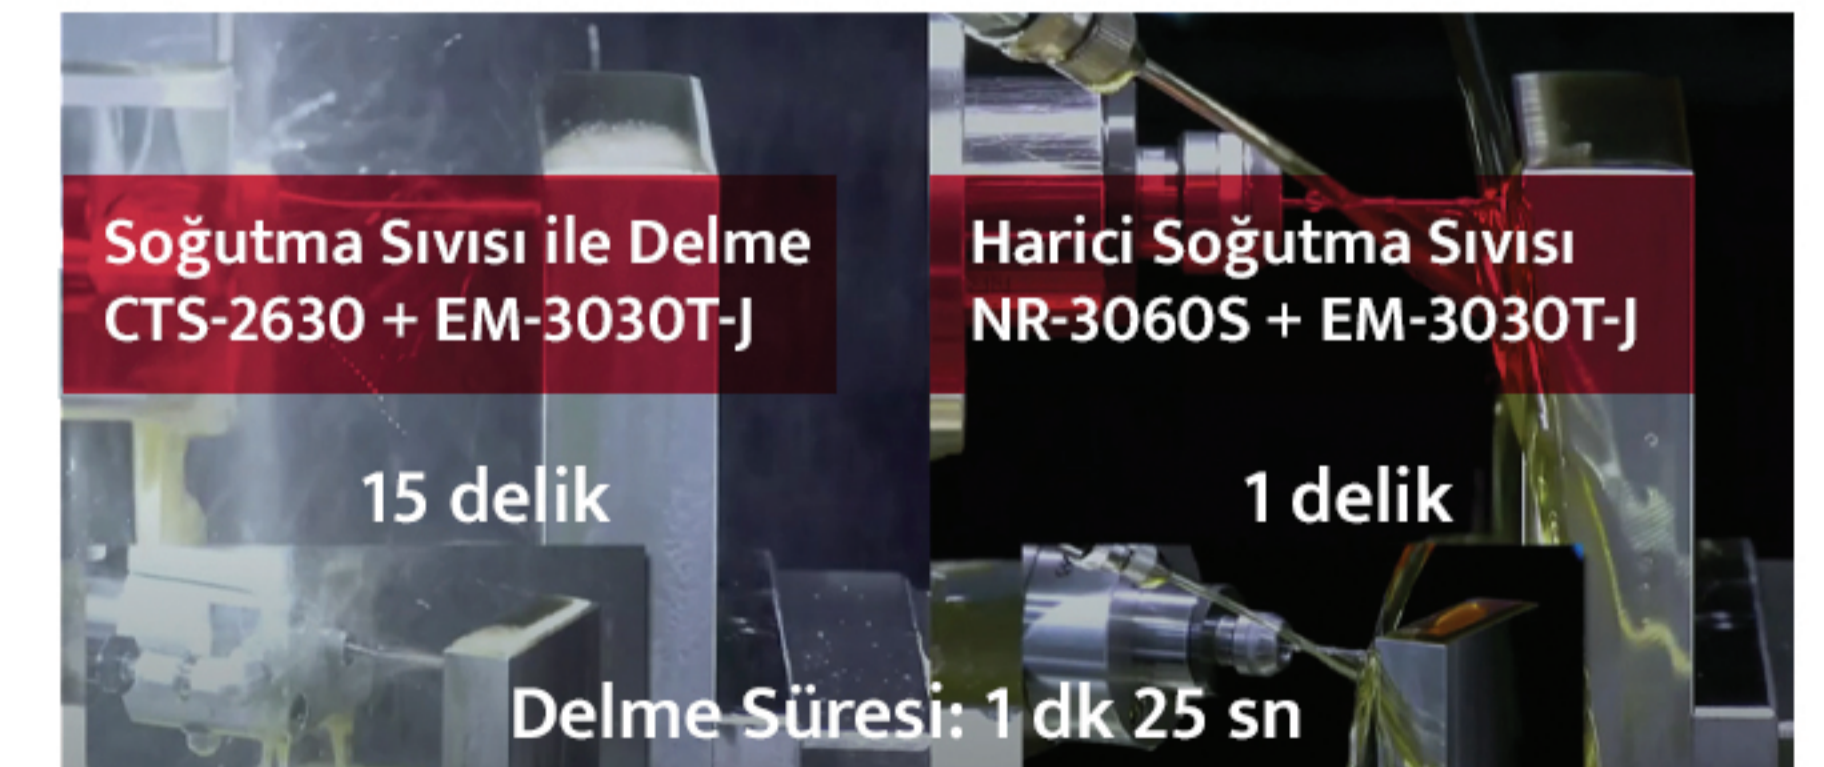 Soğutma Sıvısı ile Delme
CTS-2630 + EM-3030T-J
15 delik
Harici Soğutma Sıvısı
NR-3060S + EM-3030T-J
1 delik
Delme Süresi: 1 dk 25 sn